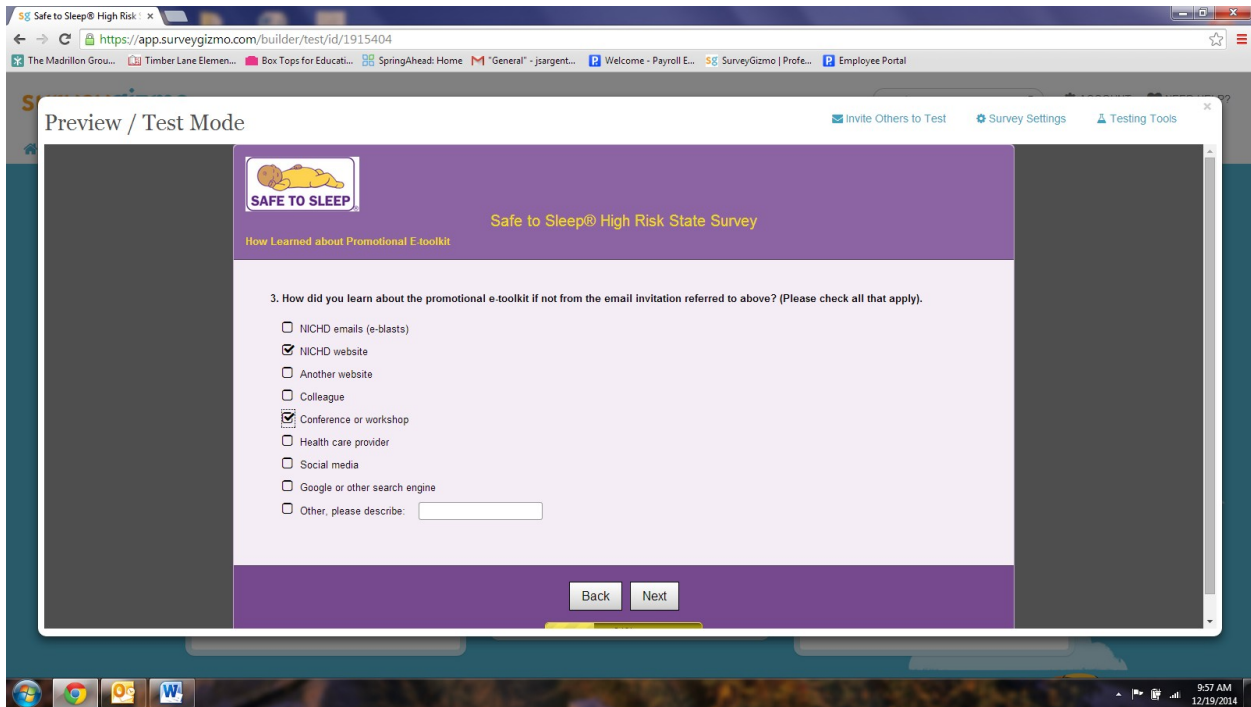 Safe to Sleep® High Risk
https://app.surveygizmo.com/builder/test/id/1915404
The Madrillon Grou... Timber Lane Elemen... Box Tops for Educati... SpringAhead: Home "General" - jsargent... Welcome - Payroll E... SurveyGizmo | Profe... Employee Portal
Preview / Test Mode
Invite Others to Test Survey Settings Testing Tools
SAFE TO SLEEP
Safe to Sleep® High Risk State Survey
How Learned about Promotional E-toolkit
3. How did you learn about the promotional e-toolkit if not from the email invitation referred to above? (Please check all that apply).
NICHD emails (e-blasts)
NICHD website
Another website
Colleague
Conference or workshop
Health care provider
Social media
Google or other search engine
Other, please describe:
Back Next
9:57 AM
12/19/2014